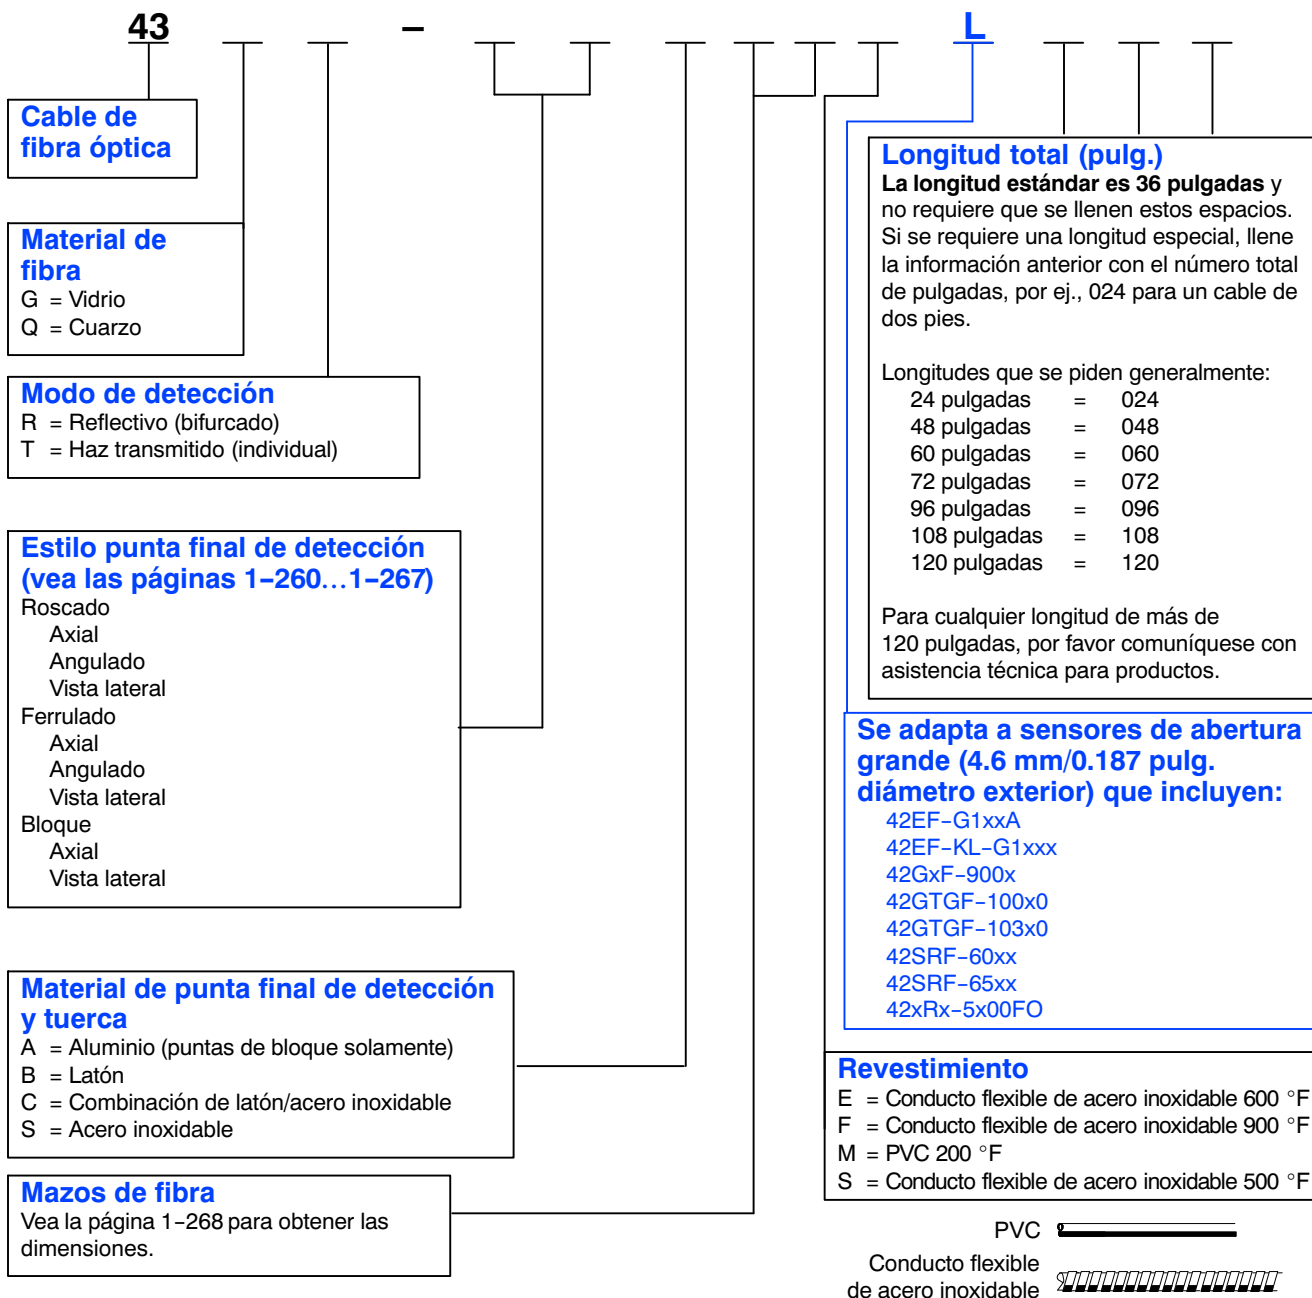 43 – L
Cable de
fibra óptica
Material de
fibra
G = Vidrio
Q = Cuarzo
Modo de detección
R = Reflectivo (bifurcado)
T = Haz transmitido (individual)
Estilo punta final de detección
(vea las páginas 1–260...1–267)
Roscado
Axial
Angulado
Vista lateral
Ferrulado
Axial
Angulado
Vista lateral
Bloque
Axial
Vista lateral
Material de punta final de detección
y tuerca
A = Aluminio (puntas de bloque solamente)
B = Latón
C = Combinación de latón/acero inoxidable
S = Acero inoxidable
Mazos de fibra
Vea la página 1–268 para obtener las
dimensiones.
Longitud total (pulg.)
La longitud estándar es 36 pulgadas y
no requiere que se llenen estos espacios.
Si se requiere una longitud especial, llene
la información anterior con el número total
de pulgadas, por ej., 024 para un cable de
dos pies.
Longitudes que se piden generalmente:
24 pulgadas = 024
48 pulgadas = 048
60 pulgadas = 060
72 pulgadas = 072
96 pulgadas = 096
108 pulgadas = 108
120 pulgadas = 120
Para cualquier longitud de más de
120 pulgadas, por favor comuníquese con
asistencia técnica para productos.
Se adapta a sensores de abertura
grande (4.6 mm/0.187 pulg.
diámetro exterior) que incluyen:
42EF–G1xxA
42EF–KL–G1xxx
42GxF–900x
42GTGF–100x0
42GTGF–103x0
42SRF–60xx
42SRF–65xx
42xRx–5x00FO
Revestimiento
E = Conducto flexible de acero inoxidable 600 °F
F = Conducto flexible de acero inoxidable 900 °F
M = PVC 200 °F
S = Conducto flexible de acero inoxidable 500 °F
PVC
Conducto flexible
de acero inoxidable